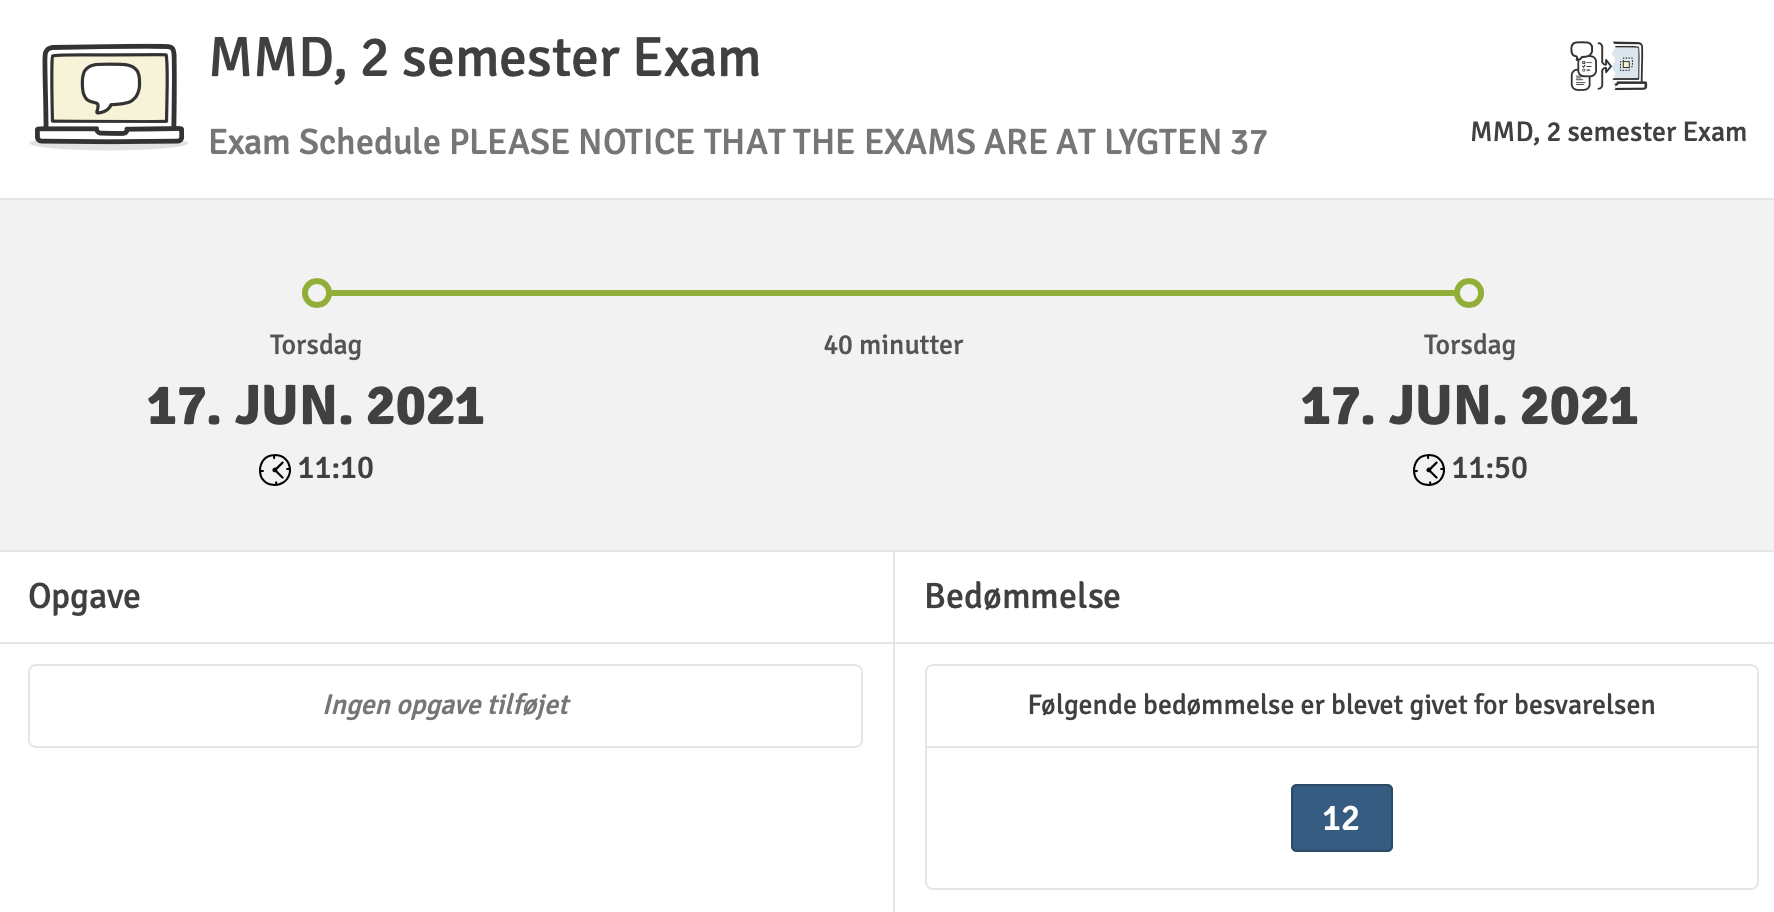 MMD, 2 semester Exam
Exam Schedule PLEASE NOTICE THAT THE EXAMS ARE AT LYGTEN 37
MMD, 2 semester Exam
Torsdag
17. JUN. 2021
11:10
40 minutter
Torsdag
17. JUN. 2021
11:50
Opgave
Ingen opgave tilføjet
Bedømmelse
Følgende bedømmelse er blevet givet for besvarelsen
12